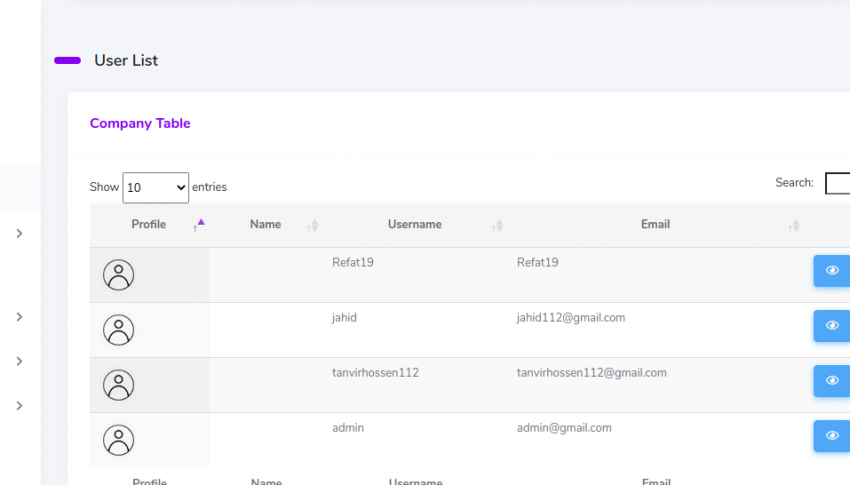 User List
Company Table
Show 10 entries Search:
Profile Name Username Email
Refat19 Refat19
jahid jahid112@gmail.com
tanvirhossen112 tanvirhossen112@gmail.com
admin admin@gmail.com
Profile Name Username Email